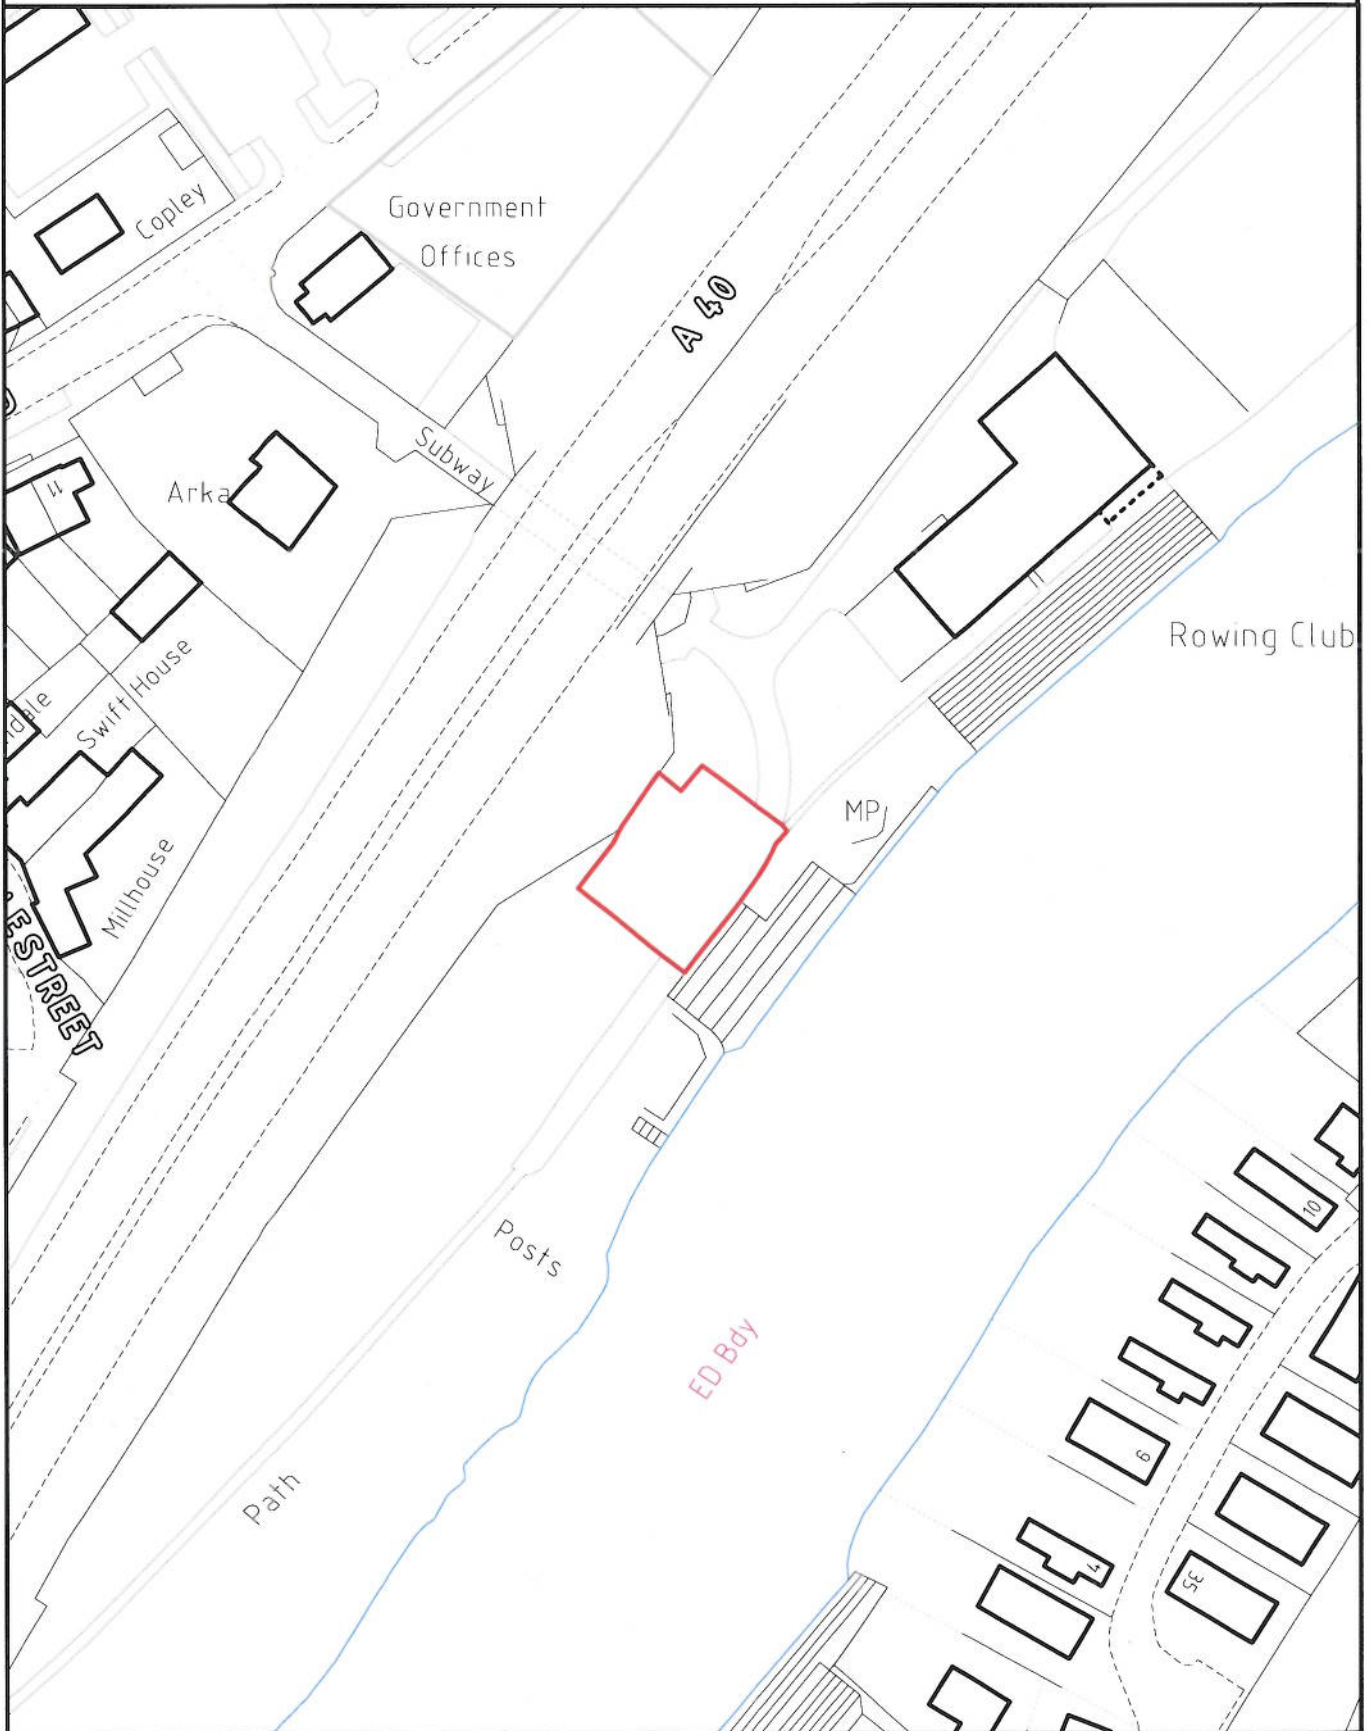 Copley
Government
Offices
A 40
Subway
11
Arka
Rowing Club
Swift House
MP
Millhouse
ESTREET
Posts
10
ED Bdy
6
Path
4
35